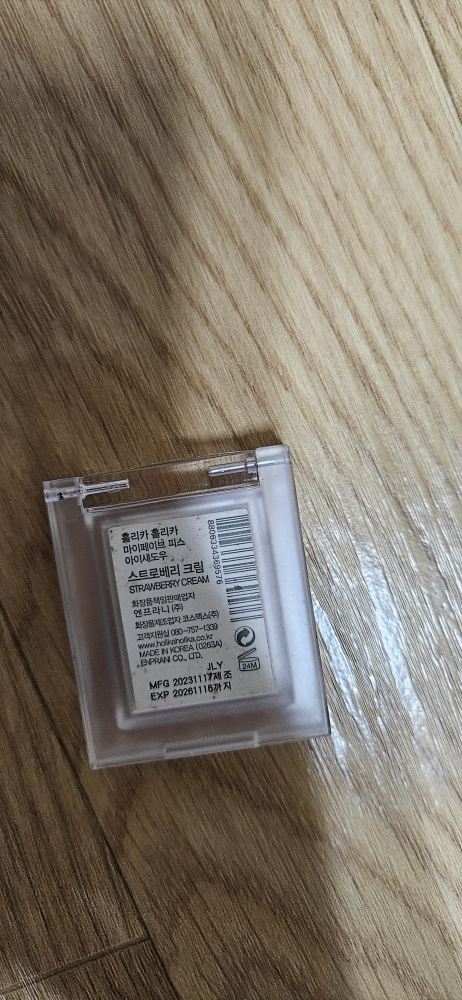 홀리카 홀리카
마이페이브 피스
아이섀도우
스트로베리 크림
STRAWBERRY CREAM
화장품책임판매업자
엔프라니(주)
화장품제조업자 코스맥스(주)
고객지원실 080-757-1339
www.holikaholika.co.kr
MADE IN KOREA (0263A)
ENPRANI CO., LTD.
JLY
MFG 20231117제조
EXP 20261116까지
8806334369576
24M